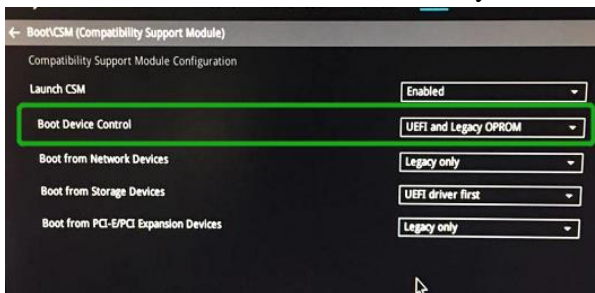 ← Boot\CSM (Compatibility Support Module)
Compatibility Support Module Configuration
Launch CSM Enabled
Boot Device Control UEFI and Legacy OPROM
Boot from Network Devices Legacy only
Boot from Storage Devices UEFI driver first
Boot from PCI-E/PCI Expansion Devices Legacy only